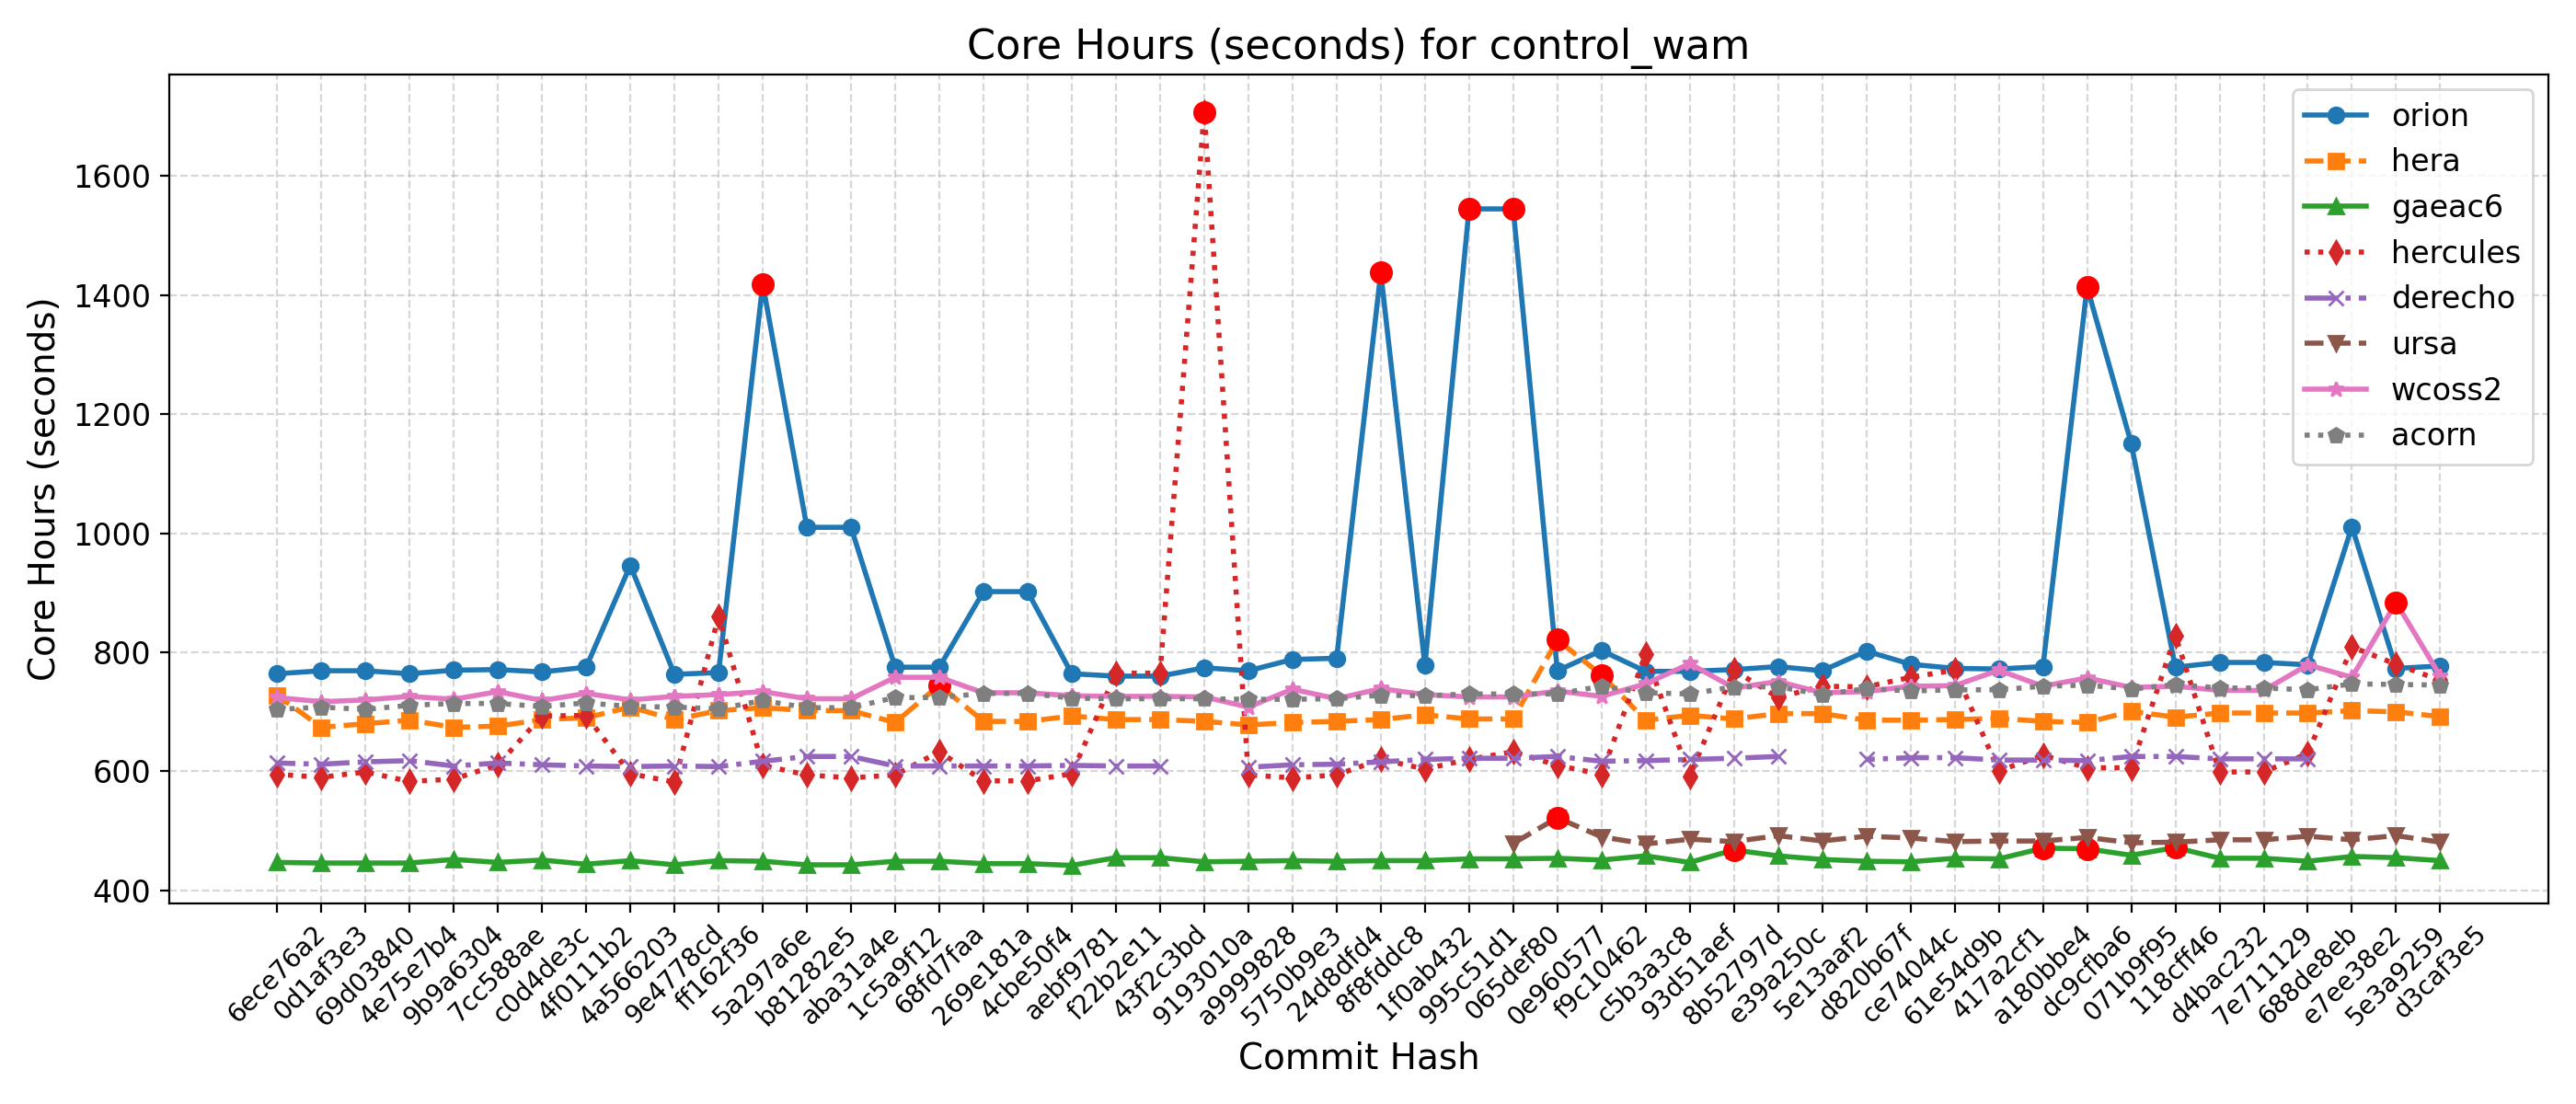 Core Hours (seconds) for control_wam
Core Hours (seconds)
1600
1400
1200
1000
800
600
400
orion
hera
gaeac6
hercules
derecho
ursa
wcoss2
acorn
6ece76a2
0d1af3e3
69d03840
4e75e7b4
9b9a6304
7cc588ae
c0d4de3c
4f0111b2
4a566203
9e4778cd
ff162f36
5a297a6e
b81282e5
aba31a4e
1c5a9f12
68fd7faa
269e181a
4cbe50f4
aebf9781
f22b2e11
43f2c3bd
9193010a
a9999828
5750b9e3
24d8dfd4
8f8fddc8
1f0ab432
995c51d1
065def80
0e960577
f9c10462
c5b3a3c8
93d51aef
8b52797d
e39a250c
5e13aaf2
d820b67f
ce74044c
61e54d9b
417a2cf1
a180bbe4
dc9cfba6
071b9f95
118cff46
d4bac232
7e711129
688de8eb
e7ee38e2
5e3a9259
d3caf3e5
Commit Hash